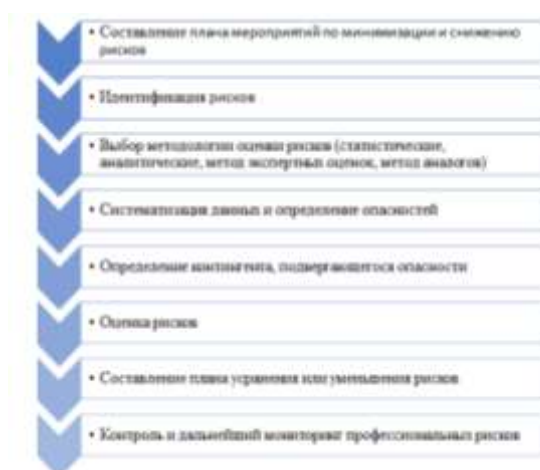 • Составление плана мероприятий по минимизации и снижению
рисков
• Идентификация рисков
• Выбор методологии оценки рисков (статистические,
аналитические, метод экспертных оценок, метод аналогов)
• Систематизация данных и определение опасностей
• Определение контингента, подвергающегося опасности
• Оценка рисков
• Составление плана устранения или уменьшения рисков
• Контроль и дальнейший мониторинг профессиональных рисков